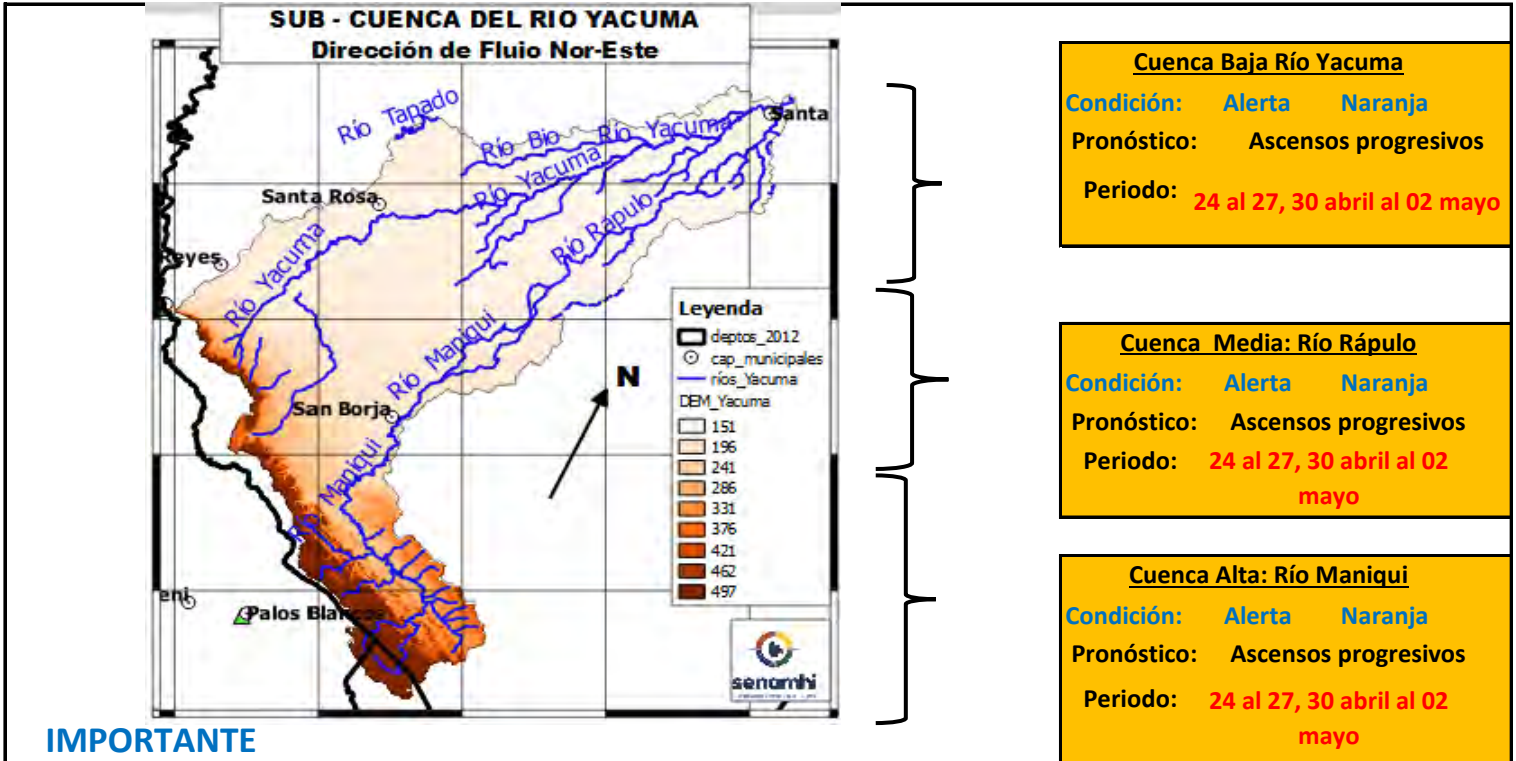 SUB - CUENCA DEL RIO YACUMA
Dirección de Flujo Nor-Este
Río Tapado
Río Bio
Río Yacuma
Santa
Río Yacuma
Santa Rosa
Río Rápulo
Reyes
Río Yacuma
Río Maniqui
San Borja
Río Maniqui
eni
Palos Blancos
N
Leyenda
deptos_2012
cap_municipales
ríos_Yacuma
DEM_Yacuma
151
196
241
286
331
376
421
462
497
senamhi
Cuenca Baja Río Yacuma
Condición: Alerta Naranja
Pronóstico: Ascensos progresivos
Periodo: 24 al 27, 30 abril al 02 mayo
Cuenca Media: Río Rápulo
Condición: Alerta Naranja
Pronóstico: Ascensos progresivos
Periodo: 24 al 27, 30 abril al 02
mayo
Cuenca Alta: Río Maniqui
Condición: Alerta Naranja
Pronóstico: Ascensos progresivos
Periodo: 24 al 27, 30 abril al 02
mayo
IMPORTANTE